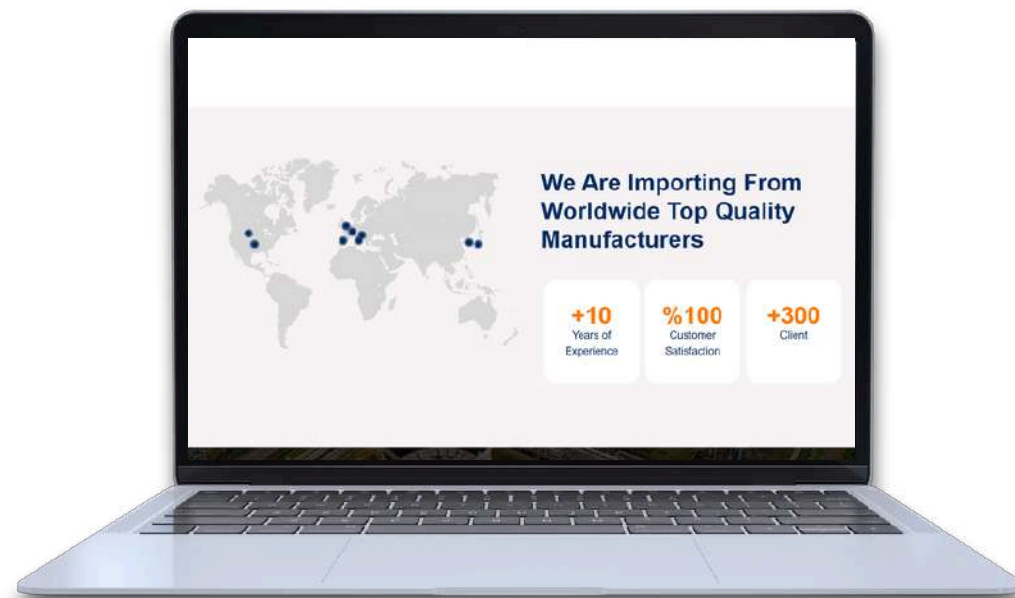 We Are Importing From
Worldwide Top Quality
Manufacturers
+10
Years of
Experience
%100
Customer
Satisfaction
+300
Client